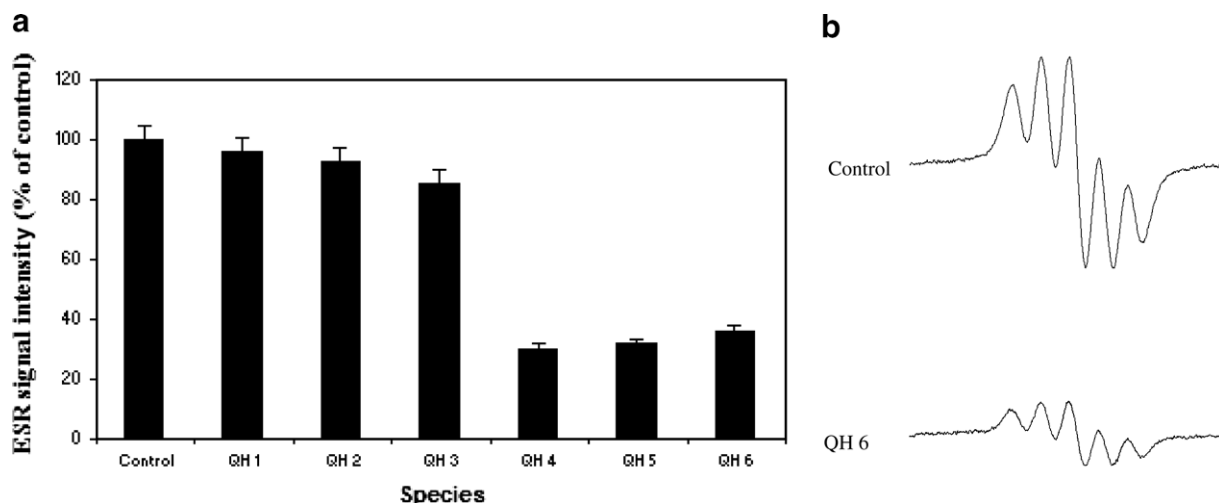 a
b
ESR signal intensity (% of control)
120
100
80
60
40
20
0
Control
QH 1
QH 2
QH 3
QH 4
QH 5
QH 6
Species
Control
QH 6